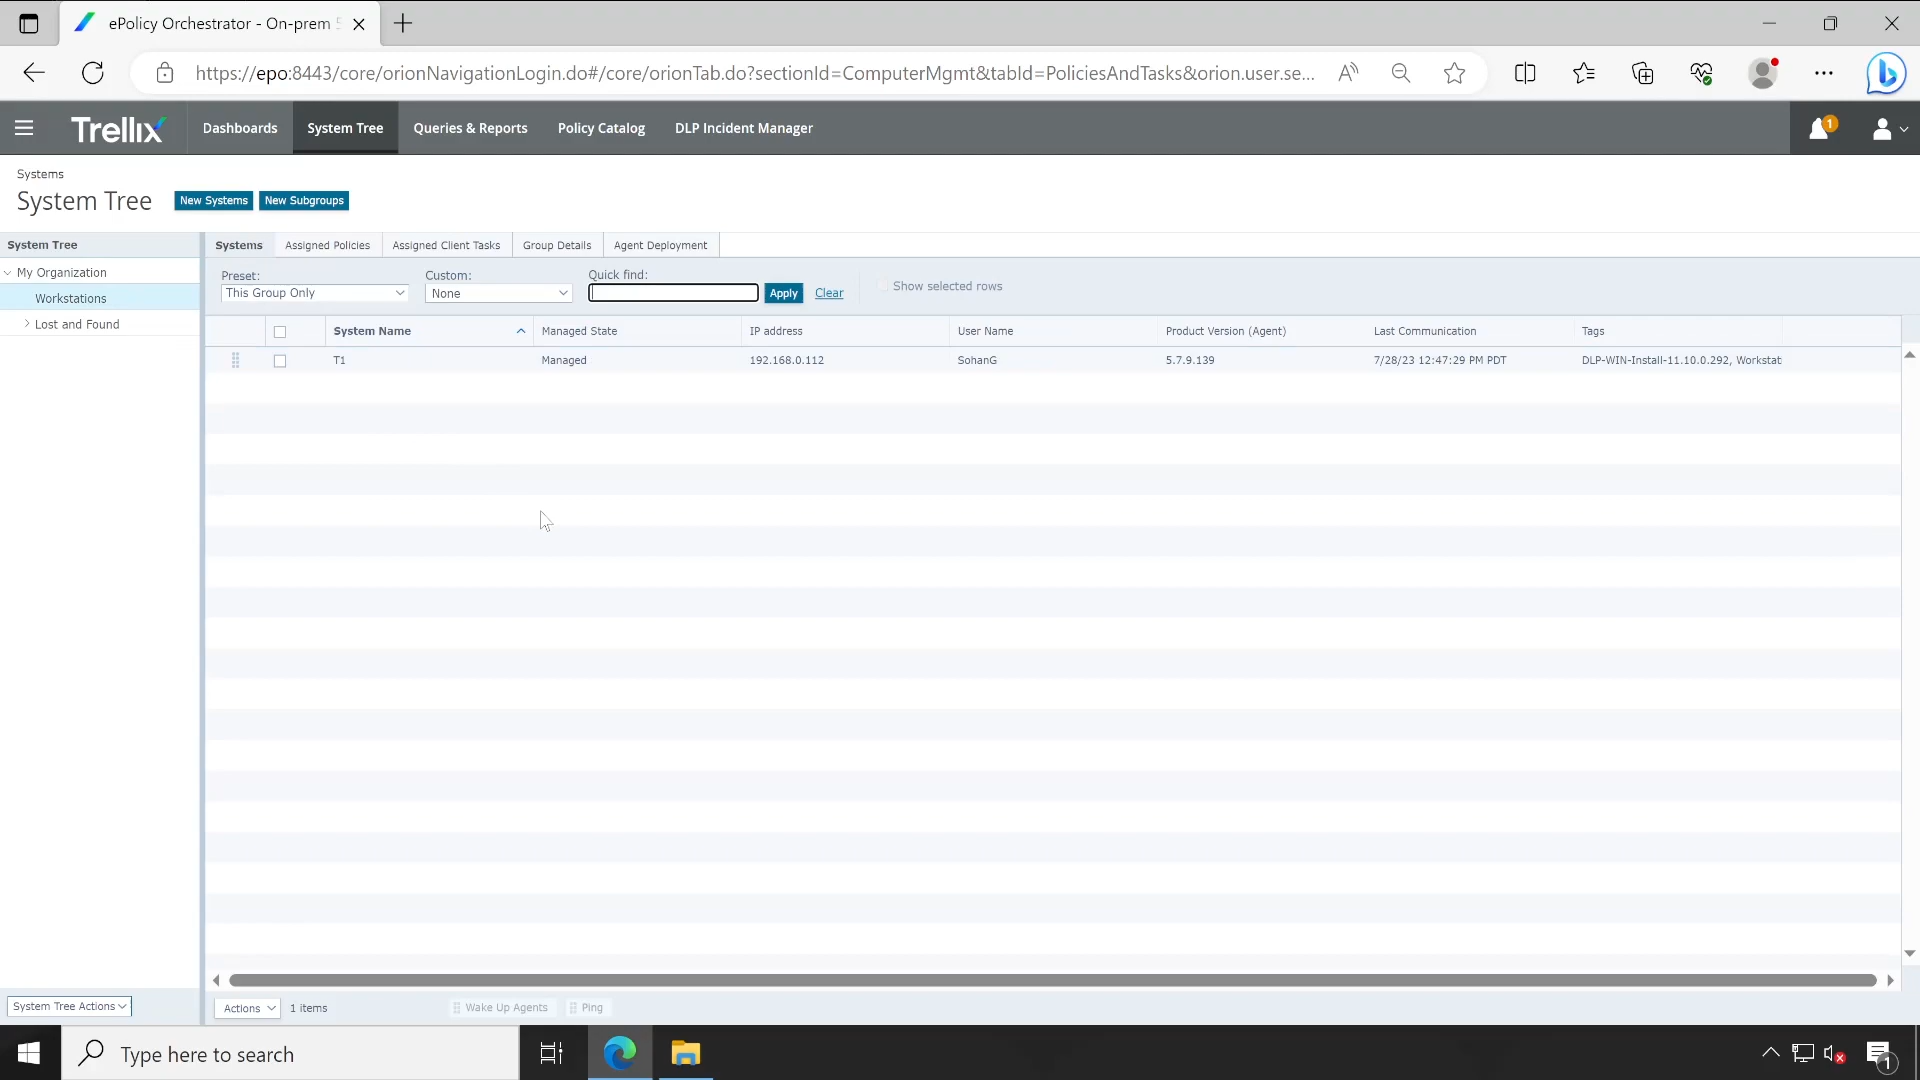 ePolicy Orchestrator - On-prem
https://epo:8443/core/orionNavigationLogin.do#/core/orionTab.do?sectionId=ComputerMgmt&tabId=PoliciesAndTasks&orion.user.se...
Trellix
Dashboards
System Tree
Queries & Reports
Policy Catalog
DLP Incident Manager
1
Systems
System Tree
New Systems
New Subgroups
System Tree
My Organization
Workstations
Lost and Found
Systems
Assigned Policies
Assigned Client Tasks
Group Details
Agent Deployment
Preset:
This Group Only
Custom:
None
Quick find:
Apply
Clear
Show selected rows
System Name
Managed State
IP address
User Name
Product Version (Agent)
Last Communication
Tags
T1
Managed
192.168.0.112
SohanG
5.7.9.139
7/28/23 12:47:29 PM PDT
DLP-WIN-Install-11.10.0.292, Workstat
System Tree Actions
Actions
1 items
Wake Up Agents
Ping
Type here to search
1